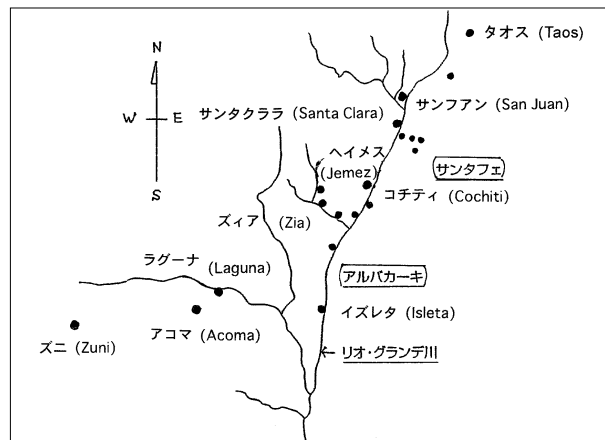 タオス (Taos)
N
W
E
S
サンフアン (San Juan)
サンタクララ (Santa Clara)
ヘイメス
(Jemez)
サンタフェ
コチティ (Cochiti)
ズィア (Zia)
ラグーナ (Laguna)
アルバカーキ
アコマ (Acoma)
イズレタ (Isleta)
ズニ (Zuni)
リオ・グランデ川